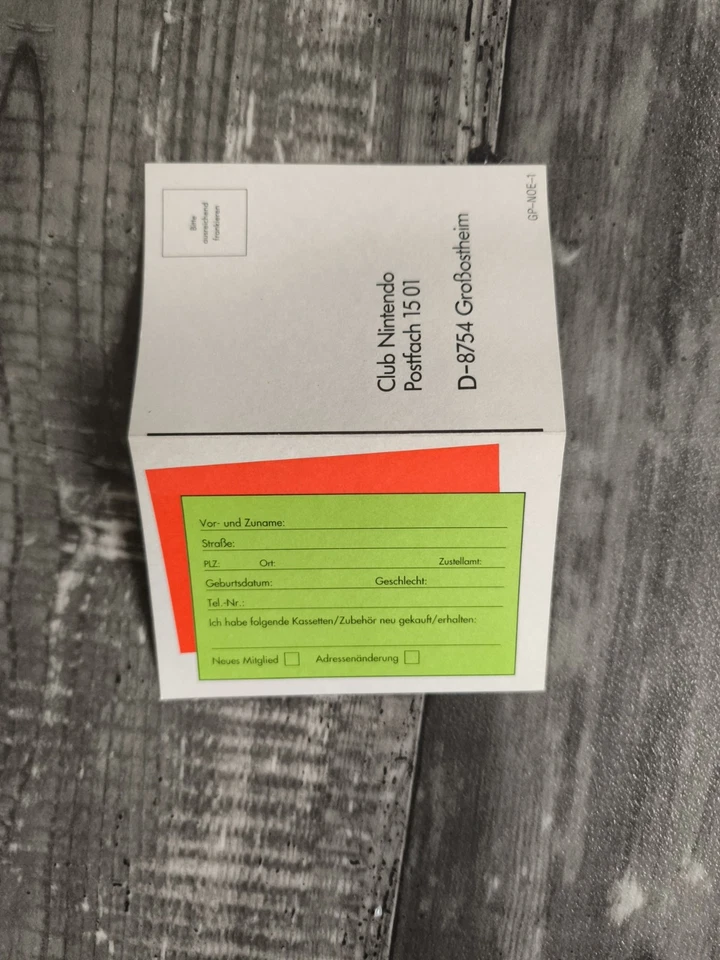 Bitte
ausreichend
frankieren
Club Nintendo
Postfach 15 01
D-8754 Großostheim
GP-NOE-1
Vor- und Zuname:
Straße:
PLZ: Ort: Zustellamt:
Geburtsdatum: Geschlecht:
Tel.-Nr.:
Ich habe folgende Kassetten/Zubehör neu gekauft/erhalten:
Neues Mitglied Adressenänderung